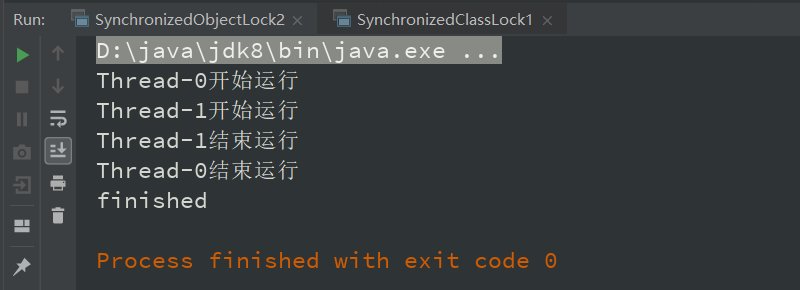 Run: SynchronizedObjectLock2 × SynchronizedClassLock1 ×
D:\java\jdk8\bin\java.exe ...
Thread-0开始运行
Thread-1开始运行
Thread-1结束运行
Thread-0结束运行
finished
Process finished with exit code 0